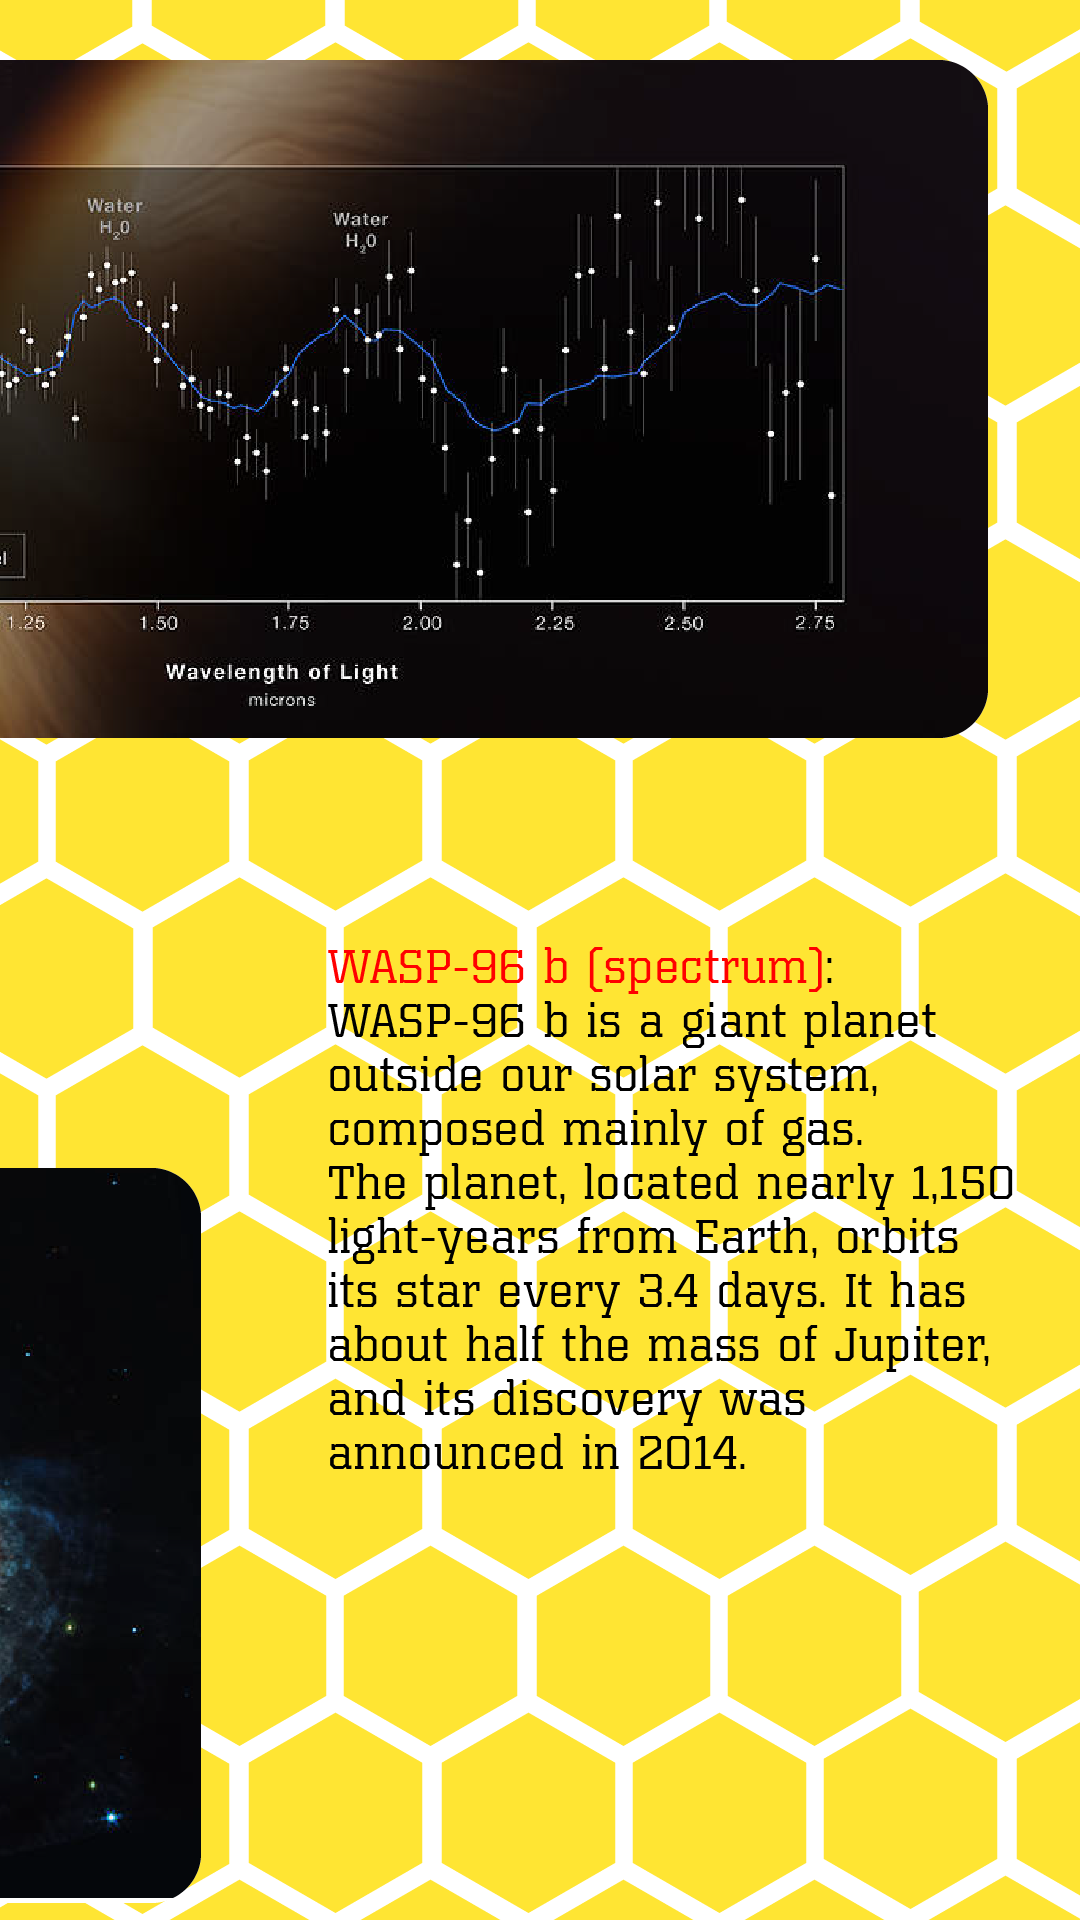 Water
H₂0
Water
H₂0
1.25
1.50
1.75
2.00
2.25
2.50
2.75
Wavelength of Light
microns
WASP-96 b (spectrum):
WASP-96 b is a giant planet
outside our solar system,
composed mainly of gas.
The planet, located nearly 1,150
light-years from Earth, orbits
its star every 3.4 days. It has
about half the mass of Jupiter,
and its discovery was
announced in 2014.